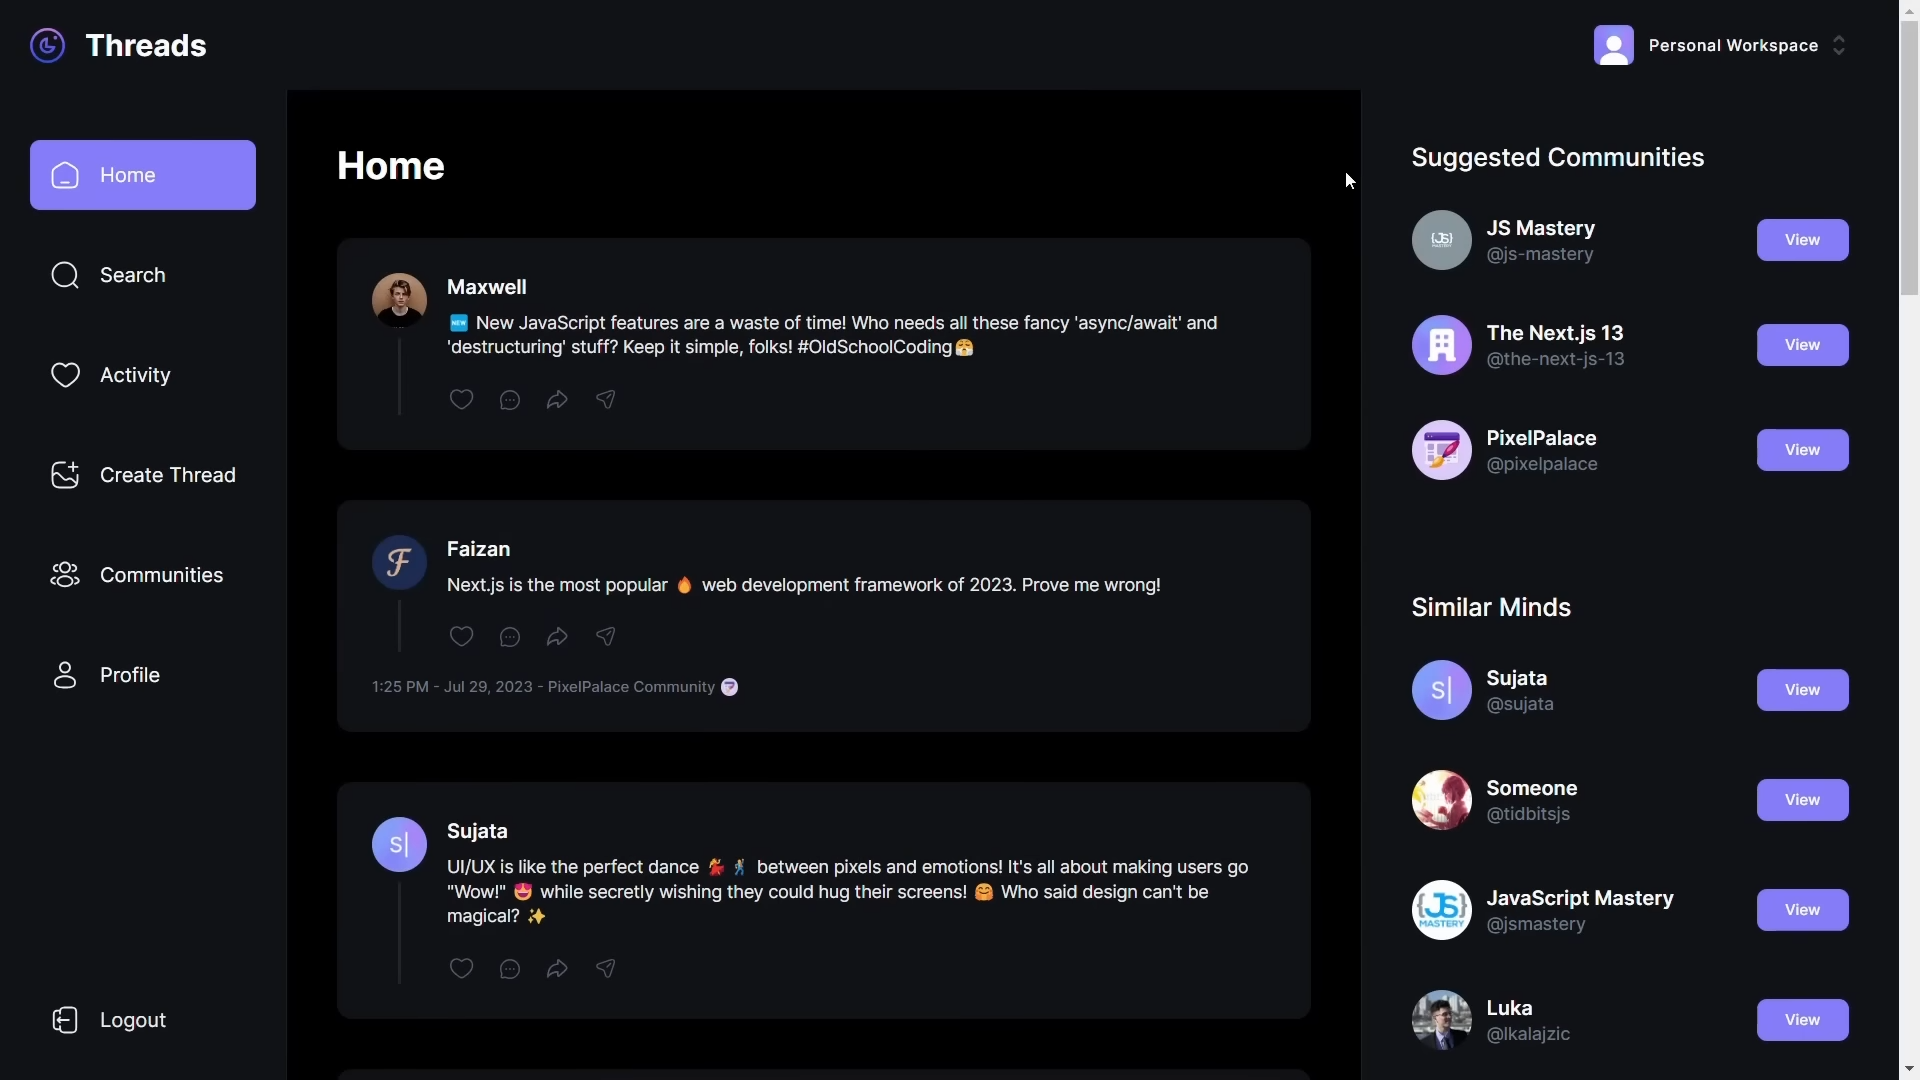 Threads
Personal Workspace
Home
Search
Activity
Create Thread
Communities
Profile
Logout
Home
Maxwell
🆕 New JavaScript features are a waste of time! Who needs all these fancy 'async/await' and
'destructuring' stuff? Keep it simple, folks! #OldSchoolCoding😤
Faizan
Next.js is the most popular 🔥 web development framework of 2023. Prove me wrong!
1:25 PM - Jul 29, 2023 - PixelPalace Community
S|
Sujata
UI/UX is like the perfect dance 💃🕺 between pixels and emotions! It's all about making users go
"Wow!" 😍 while secretly wishing they could hug their screens! 🤗 Who said design can't be
magical? ✨
Suggested Communities
{JS}
JS Mastery
@js-mastery
View
The Next.js 13
@the-next-js-13
View
PixelPalace
@pixelpalace
View
Similar Minds
S|
Sujata
@sujata
View
Someone
@tidbitsjs
View
{JS}
MASTERY
JavaScript Mastery
@jsmastery
View
Luka
@lkalajzic
View